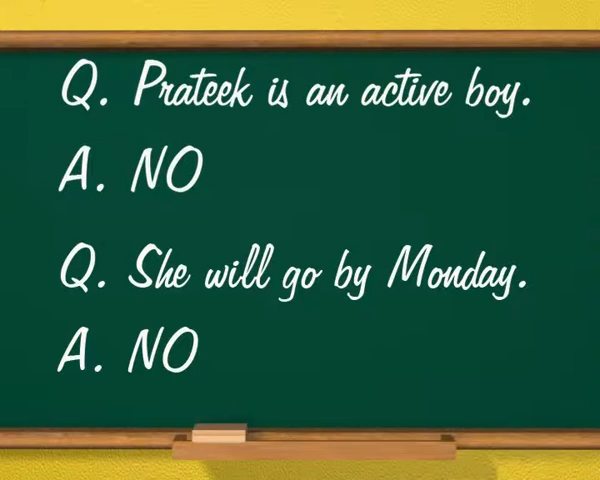 Q. Prateek is an active boy.
A. NO
Q. She will go by Monday.
A. NO